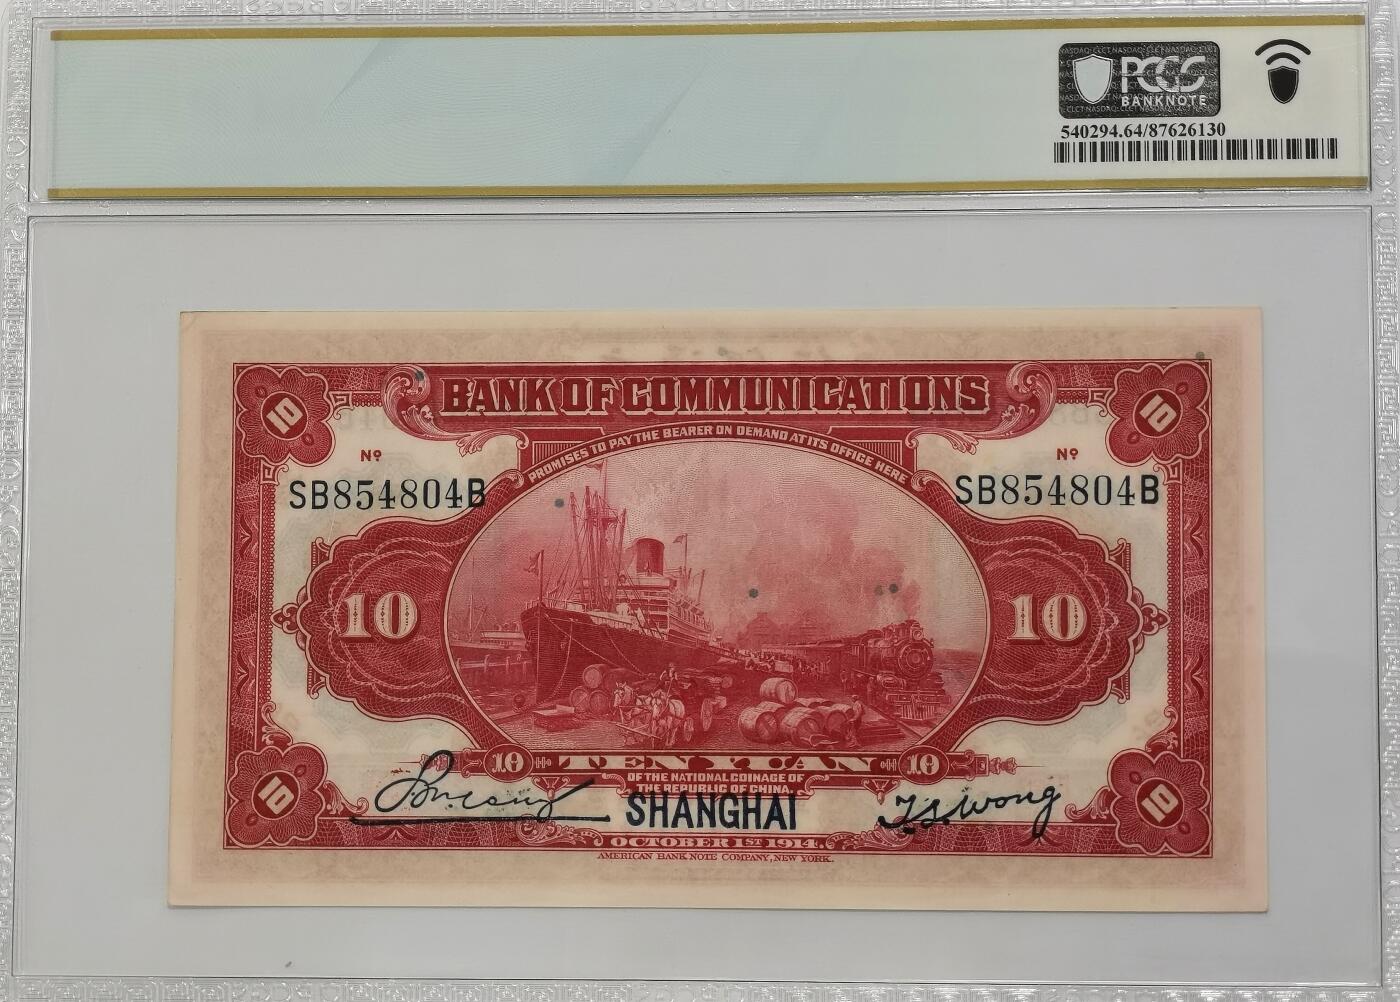 PCGS
BANKNOTE
540294.64/87626130
BANK OF COMMUNICATIONS
PROMISES TO PAY THE BEARER ON DEMAND AT ITS OFFICE HERE
10 10
Nº Nº
SB854804B SB854804B
10 10
10 TEN YUAN 10
OF THE NATIONAL COINAGE OF
THE REPUBLIC OF CHINA.
SHANGHAI T.S. Wong
10 10
OCTOBER 1ST 1914.
AMERICAN BANK NOTE COMPANY, NEW YORK.